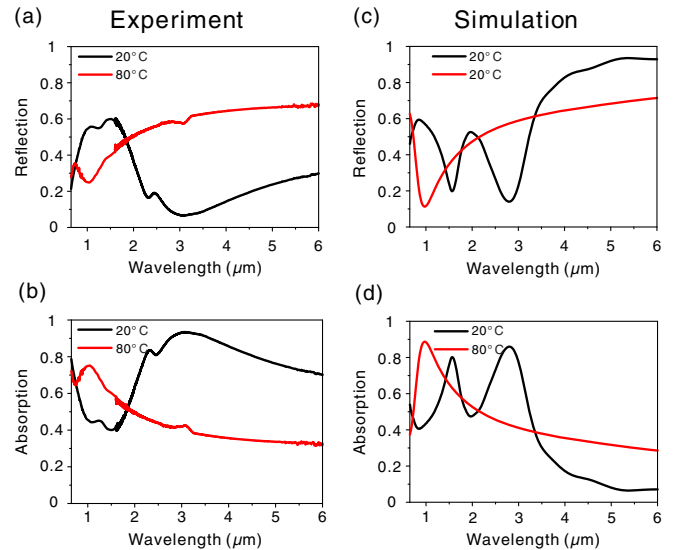 Experiment
Simulation
(a)
1
0.8
0.6
0.4
0.2
0
Reflection
20°C
80°C
1 2 3 4 5 6
Wavelength (μm)
(c)
1
0.8
0.6
0.4
0.2
0
Reflection
20°C
20°C
1 2 3 4 5 6
Wavelength (μm)
(b)
1
0.8
0.6
0.4
0.2
0
Absorption
20°C
80°C
1 2 3 4 5 6
Wavelength (μm)
(d)
1
0.8
0.6
0.4
0.2
0
Absorption
20°C
80°C
1 2 3 4 5 6
Wavelength (μm)